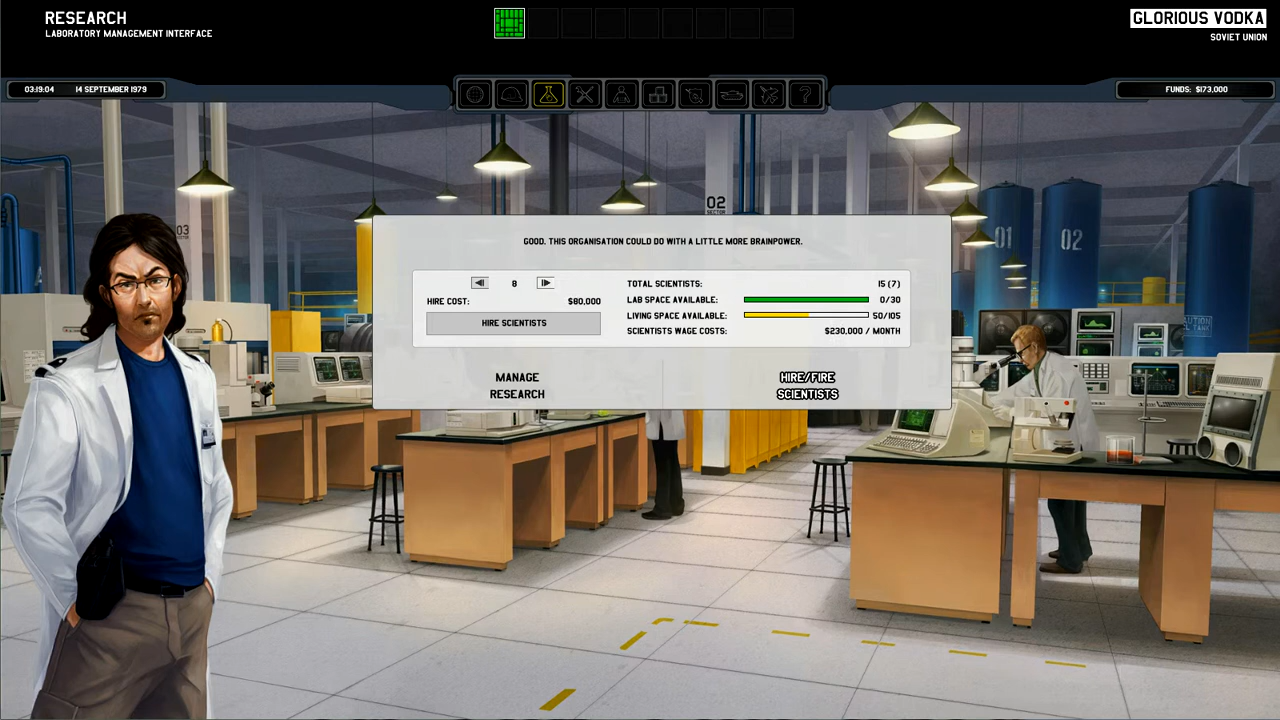 RESEARCH
LABORATORY MANAGEMENT INTERFACE
GLORIOUS VODKA
SOVIET UNION
03:19:04 14 SEPTEMBER 1979
FUNDS: $173,000
?
02
03
01
02
GOOD. THIS ORGANISATION COULD DO WITH A LITTLE MORE BRAINPOWER.
8
HIRE COST: $80,000
HIRE SCIENTISTS
TOTAL SCIENTISTS: 15 (7)
LAB SPACE AVAILABLE: 0/30
LIVING SPACE AVAILABLE: 50/105
SCIENTISTS WAGE COSTS: $230,000 / MONTH
MANAGE
RESEARCH
HIRE/FIRE
SCIENTISTS